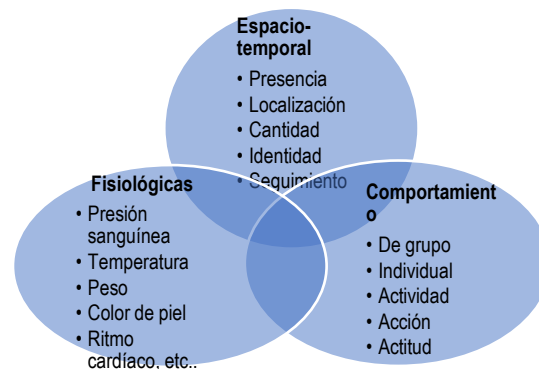 Espacio-
temporal
• Presencia
• Localización
• Cantidad
• Identidad
• Seguimiento
Fisiológicas
• Presión
sanguínea
• Temperatura
• Peso
• Color de piel
• Ritmo
cardíaco, etc..
Comportamient
o
• De grupo
• Individual
• Actividad
• Acción
• Actitud